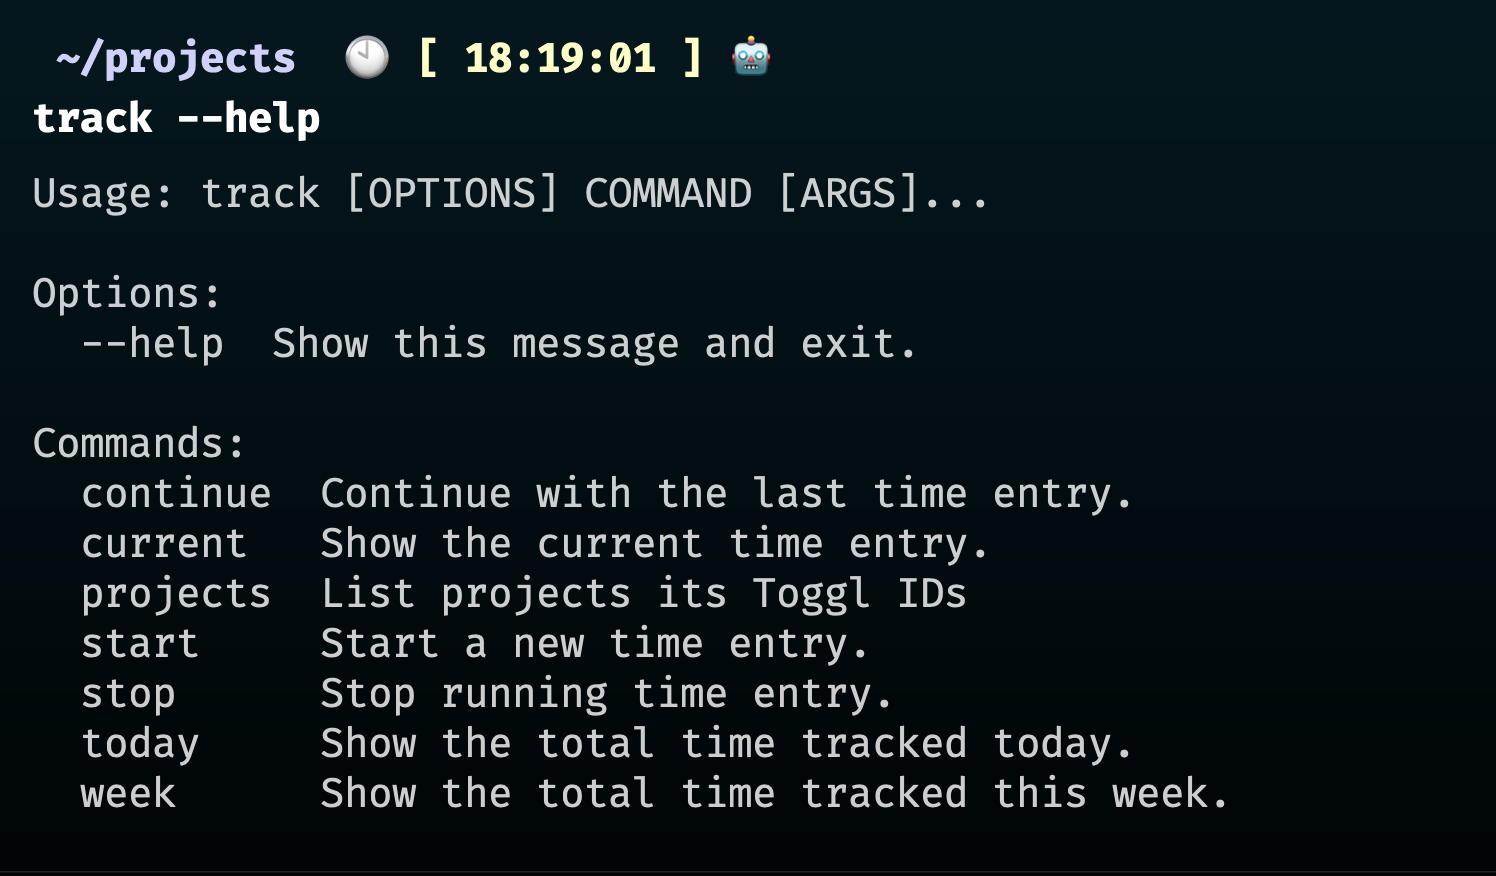 ~/projects 🕙 [ 18:19:01 ] 🤖
track --help
Usage: track [OPTIONS] COMMAND [ARGS]...
Options:
--help  Show this message and exit.
Commands:
continue  Continue with the last time entry.
current   Show the current time entry.
projects  List projects its Toggl IDs
start     Start a new time entry.
stop      Stop running time entry.
today     Show the total time tracked today.
week      Show the total time tracked this week.